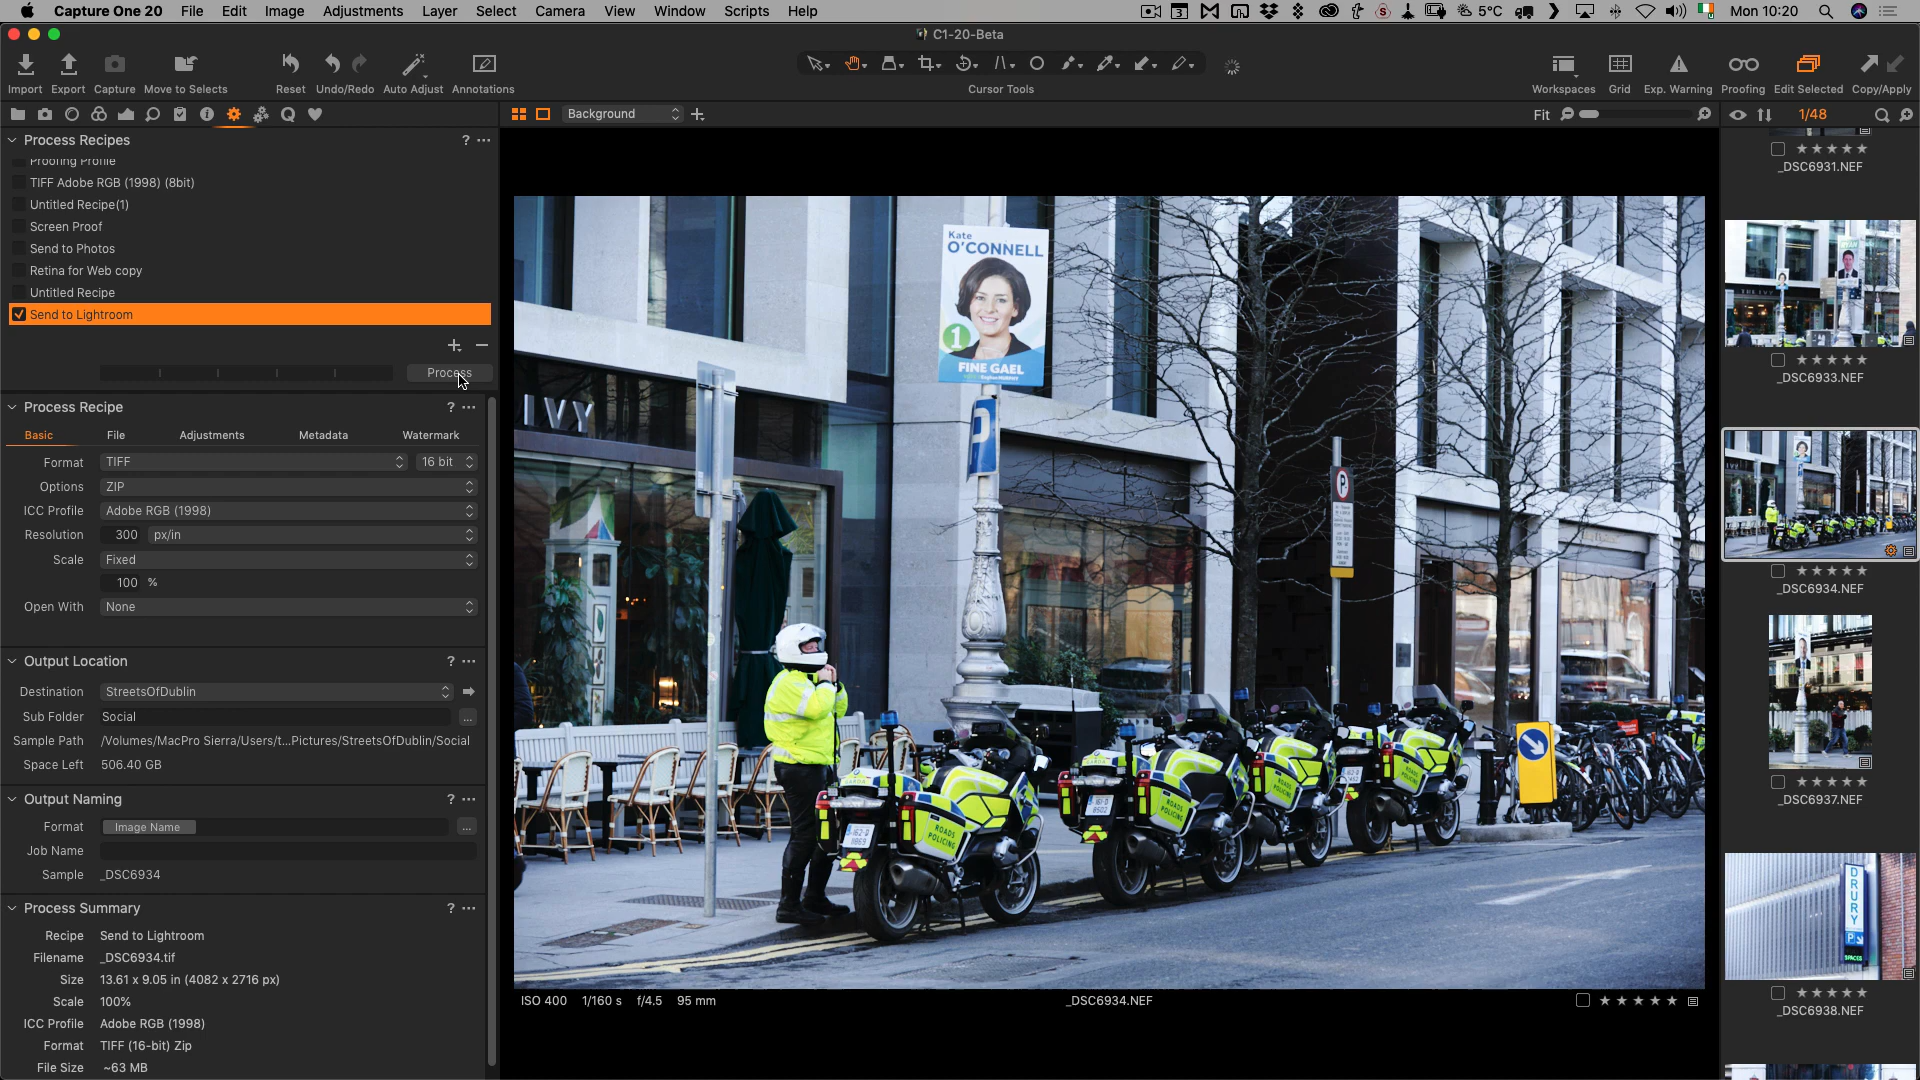 Capture One 20 File Edit Image Adjustments Layer Select Camera View Window Scripts Help 5°C Mon 10:20
C1-20-Beta
Import Export Capture Move to Selects Reset Undo/Redo Auto Adjust Annotations Cursor Tools Workspaces Grid Exp. Warning Proofing Edit Selected Copy/Apply
Background Fit 1/48
Process Recipes ?
Proofing Profile
TIFF Adobe RGB (1998) (8bit)
Untitled Recipe(1)
Screen Proof
Send to Photos
Retina for Web copy
Untitled Recipe
Send to Lightroom
Process
Process Recipe ?
Basic File Adjustments Metadata Watermark
Format TIFF 16 bit
Options ZIP
ICC Profile Adobe RGB (1998)
Resolution 300 px/in
Scale Fixed
100 %
Open With None
Output Location ?
Destination StreetsOfDublin
Sub Folder Social ...
Sample Path /Volumes/MacPro Sierra/Users/t...Pictures/StreetsOfDublin/Social
Space Left 506.40 GB
Output Naming ?
Format Image Name ...
Job Name
Sample _DSC6934
Process Summary ?
Recipe Send to Lightroom
Filename _DSC6934.tif
Size 13.61 x 9.05 in (4082 x 2716 px)
Scale 100%
ICC Profile Adobe RGB (1998)
Format TIFF (16-bit) Zip
File Size ~63 MB
Kate
O'CONNELL
1
FINE GAEL
IVY
P
P
ROADS
POLICING
ROADS
POLICING
ROADS
POLICING
ISO 400 1/160 s f/4.5 95 mm _DSC6934.NEF
_DSC6931.NEF
_DSC6933.NEF
_DSC6934.NEF
_DSC6937.NEF
DRURY
P
SPACES
_DSC6938.NEF